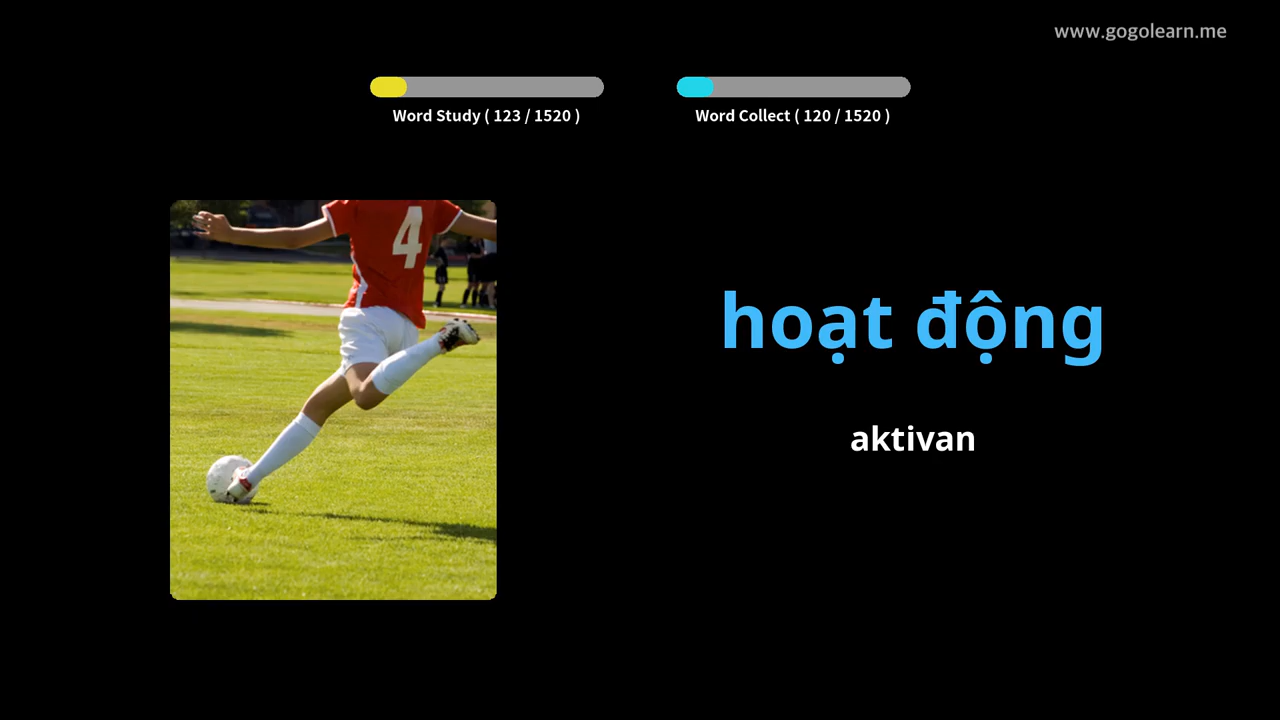 www.gogolearn.me
Word Study ( 123 / 1520 )
Word Collect ( 120 / 1520 )
4
hoạt động
aktivan